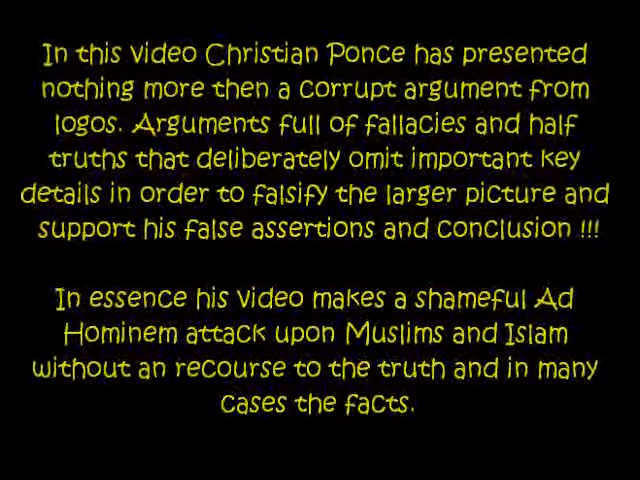 In this video Christian Ponce has presented
nothing more then a corrupt argument from
logos. Arguments full of fallacies and half
truths that deliberately omit important key
details in order to falsify the larger picture and
support his false assertions and conclusion !!!
In essence his video makes a shameful Ad
Hominem attack upon Muslims and Islam
without an recourse to the truth and in many
cases the facts.